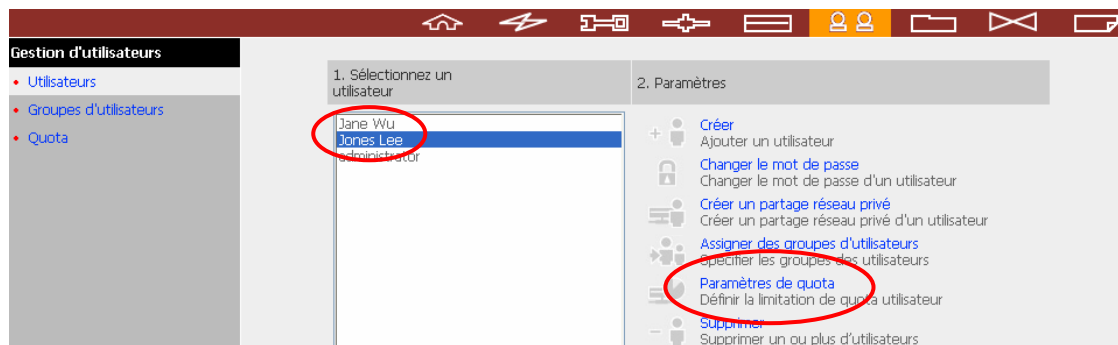 Gestion d'utilisateurs
Utilisateurs
Groupes d'utilisateurs
Quota
1. Sélectionnez un
utilisateur
Jane Wu
Jones Lee
administrator
2. Paramètres
Créer
Ajouter un utilisateur
Changer le mot de passe
Changer le mot de passe d'un utilisateur
Créer un partage réseau privé
Créer un partage réseau privé d'un utilisateur
Assigner des groupes d'utilisateurs
Specifier les groupes des utilisateurs
Paramètres de quota
Définir la limitation de quota utilisateur
Supprimer
Supprimer un ou plus d'utilisateurs